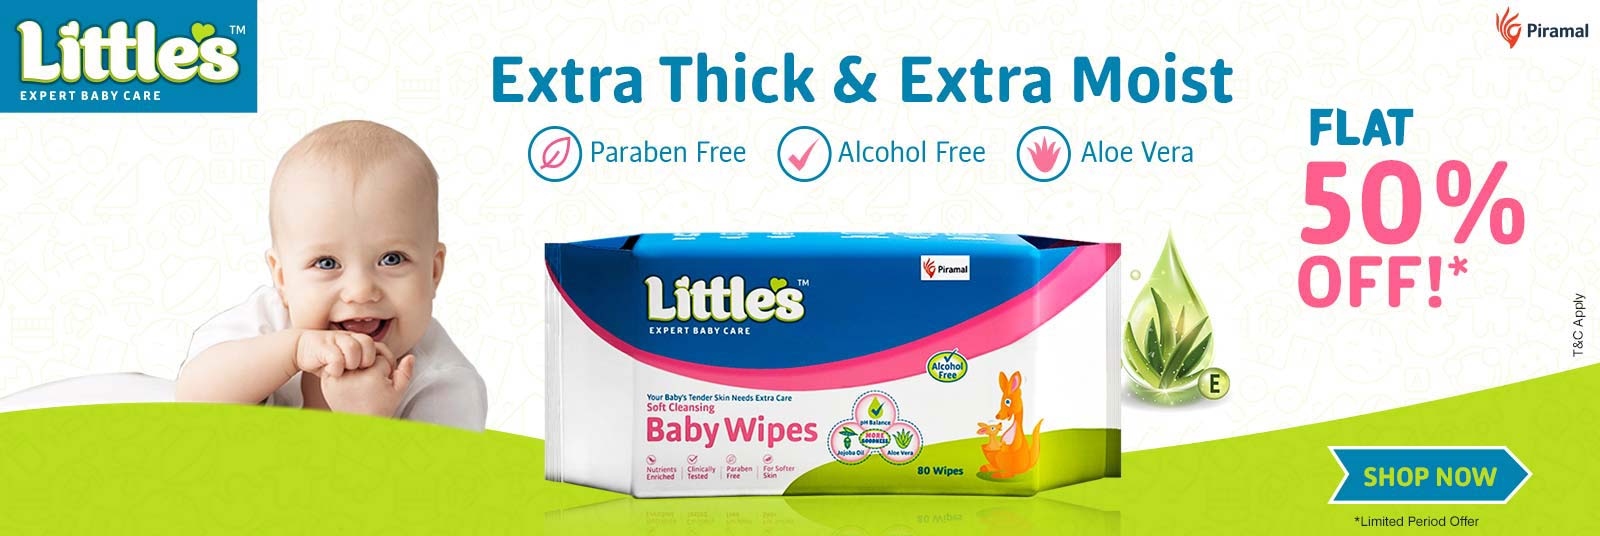 Little's™
EXPERT BABY CARE
Piramal
Extra Thick & Extra Moist
Paraben Free
Alcohol Free
Aloe Vera
FLAT
50%
OFF!*
T&C Apply
Piramal
Little's™
EXPERT BABY CARE
Alcohol
Free
Your Baby's Tender Skin Needs Extra Care
Soft Cleansing
Baby Wipes
pH Balance
MORE
GOODNESS
Jojoba Oil
Aloe Vera
Nutrients
Enriched
Clinically
Tested
Paraben
Free
For Softer
Skin
80 Wipes
E
SHOP NOW
*Limited Period Offer